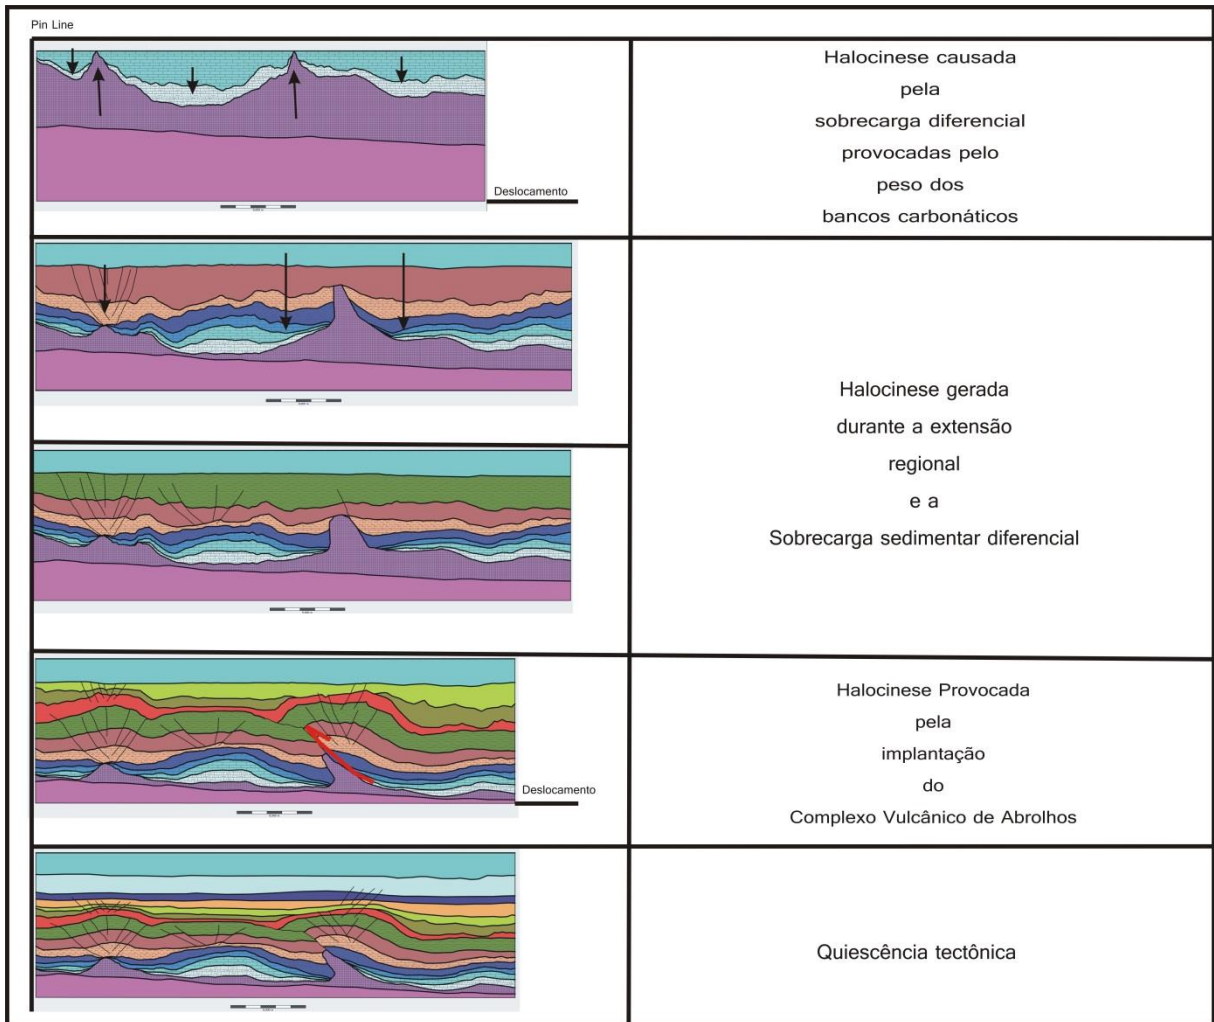 Pin Line
Halocinese causada
pela
sobrecarga diferencial
provocadas pelo
peso dos
bancos carbonáticos
Deslocamento
Halocinese gerada
durante a extensão
regional
e a
Sobrecarga sedimentar diferencial
Halocinese Provocada
pela
implantação
do
Complexo Vulcânico de Abrolhos
Deslocamento
Quiescência tectônica